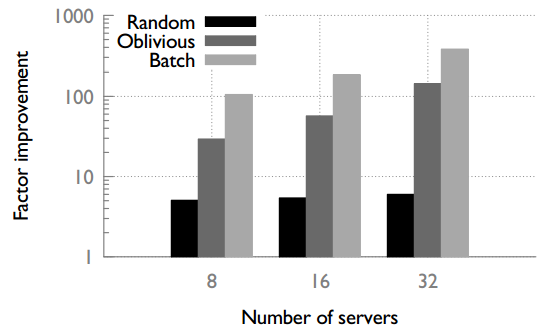 1000
Random
Oblivious
Batch
100
10
1
Factor improvement
8 16 32
Number of servers